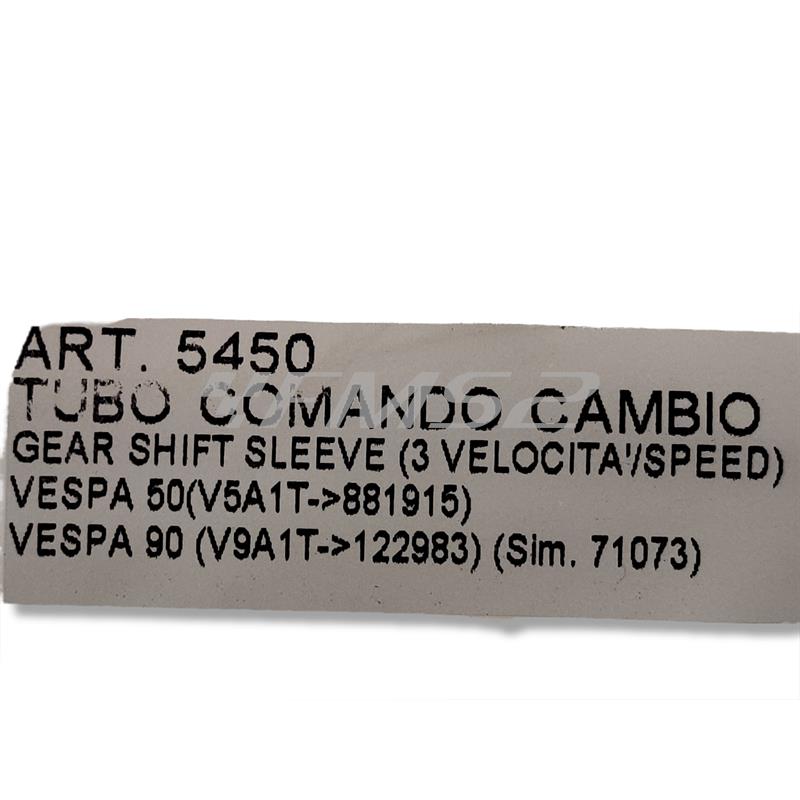 ART. 5450
TUBO COMANDO CAMBIO
GEAR SHIFT SLEEVE (3 VELOCITA'/SPEED)
VESPA 50(V5A1T->881915)
VESPA 90 (V9A1T->122983) (Sim. 71073)